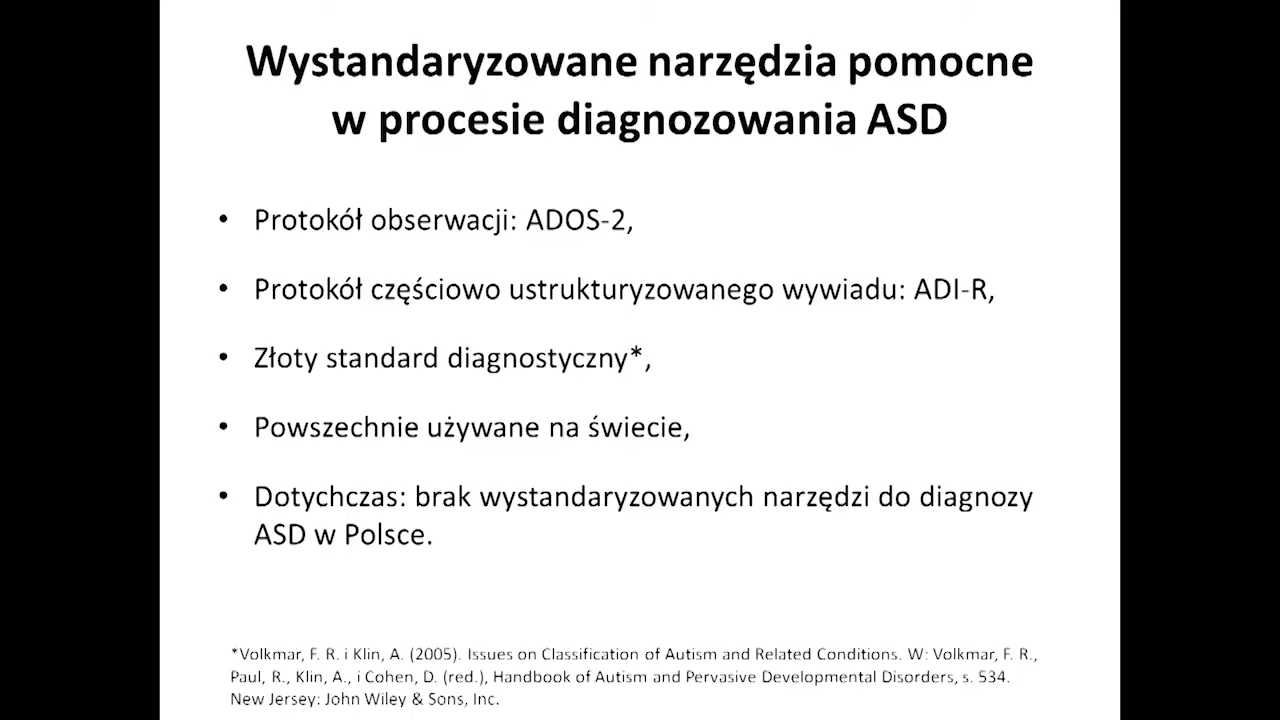 Wystandaryzowane narzędzia pomocne
w procesie diagnozowania ASD
• Protokół obserwacji: ADOS-2,
• Protokół częściowo ustrukturyzowanego wywiadu: ADI-R,
• Złoty standard diagnostyczny*,
• Powszechnie używane na świecie,
• Dotychczas: brak wystandaryzowanych narzędzi do diagnozy
ASD w Polsce.
*Volkmar, F. R. i Klin, A. (2005). Issues on Classification of Autism and Related Conditions. W: Volkmar, F. R.,
Paul, R., Klin, A., i Cohen, D. (red.), Handbook of Autism and Pervasive Developmental Disorders, s. 534.
New Jersey: John Wiley & Sons, Inc.